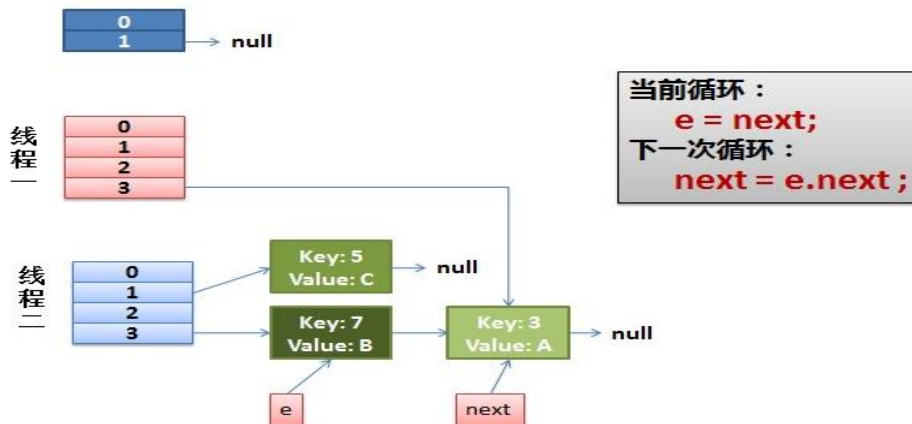 0
1
null
当前循环：
e = next;
下一次循环：
next = e.next ;
线程一
0
1
2
3
线程二
0
1
2
3
Key: 5
Value: C
null
Key: 7
Value: B
Key: 3
Value: A
null
e
next